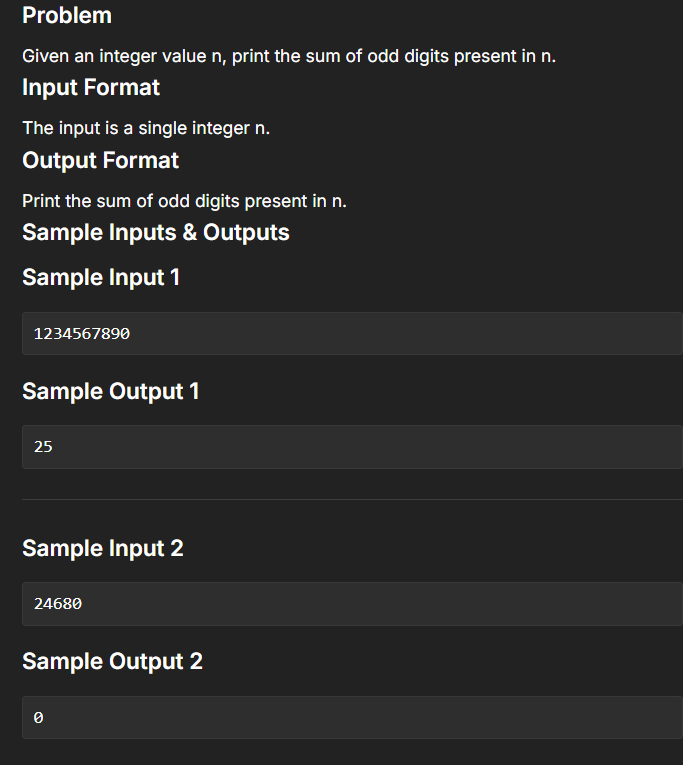 Problem
Given an integer value n, print the sum of odd digits present in n.
Input Format
The input is a single integer n.
Output Format
Print the sum of odd digits present in n.
Sample Inputs & Outputs
Sample Input 1
1234567890
Sample Output 1
25
Sample Input 2
24680
Sample Output 2
0